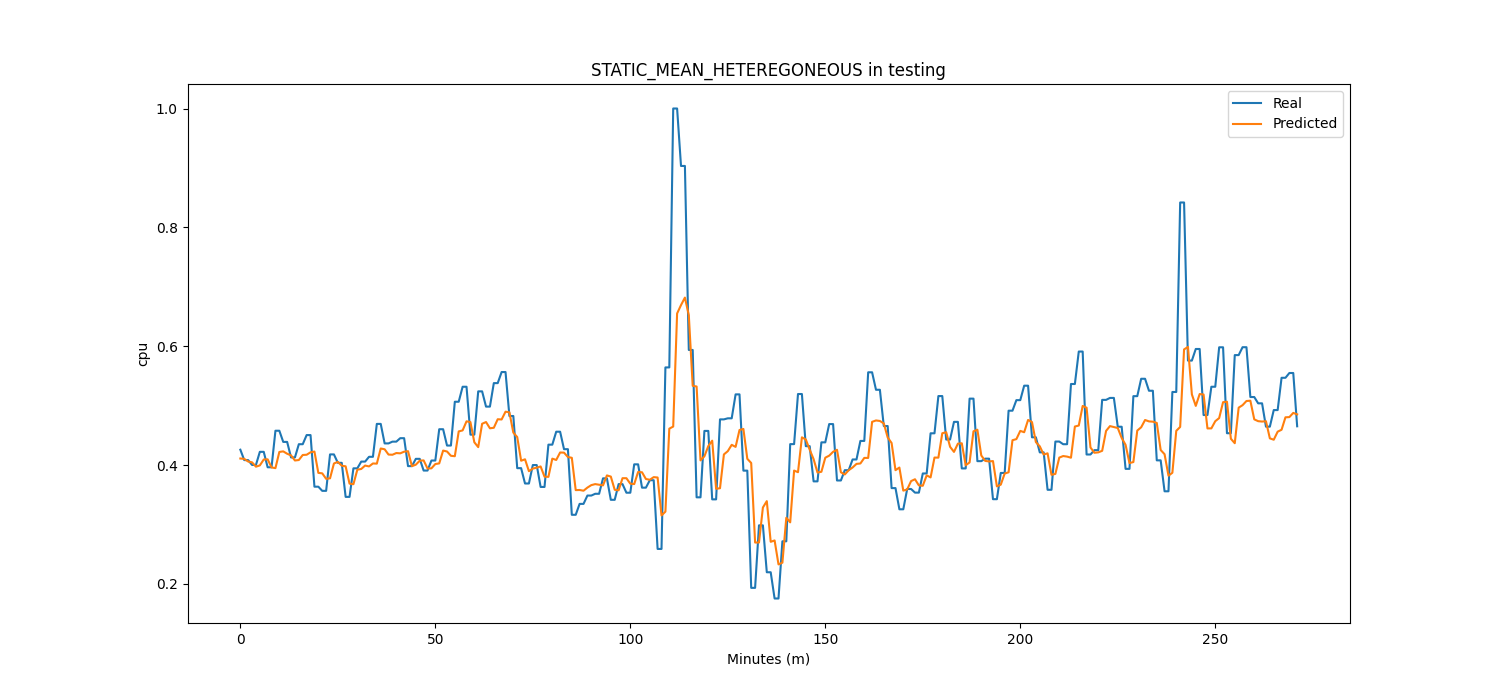 STATIC_MEAN_HETEREGONEOUS in testing
Real
Predicted
1.0
0.8
0.6
0.4
0.2
cpu
0 50 100 150 200 250
Minutes (m)